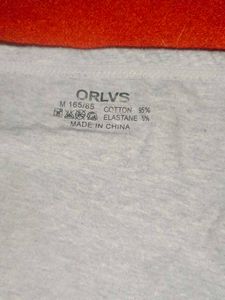 ORLVS
M 165/85 COTTON 95%
ELASTANE 5%
MADE IN CHINA